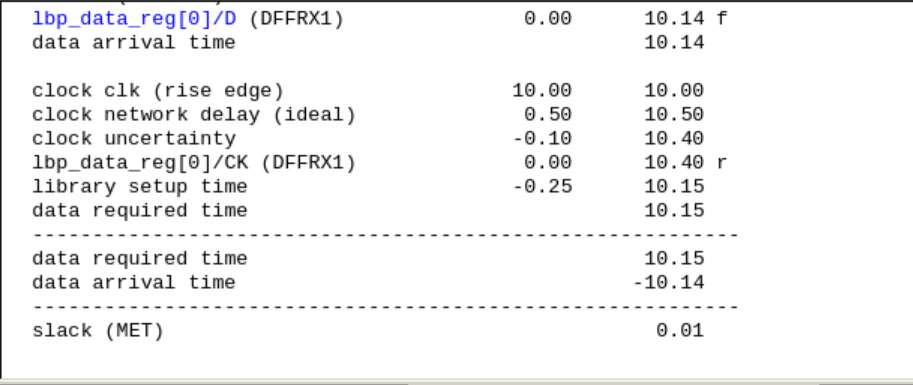 lbp_data_reg[0]/D (DFFRX1) 0.00 10.14 f
data arrival time 10.14
clock clk (rise edge) 10.00 10.00
clock network delay (ideal) 0.50 10.50
clock uncertainty -0.10 10.40
lbp_data_reg[0]/CK (DFFRX1) 0.00 10.40 r
library setup time -0.25 10.15
data required time 10.15
-----------------------------------------------------------
data required time 10.15
data arrival time -10.14
-----------------------------------------------------------
slack (MET) 0.01